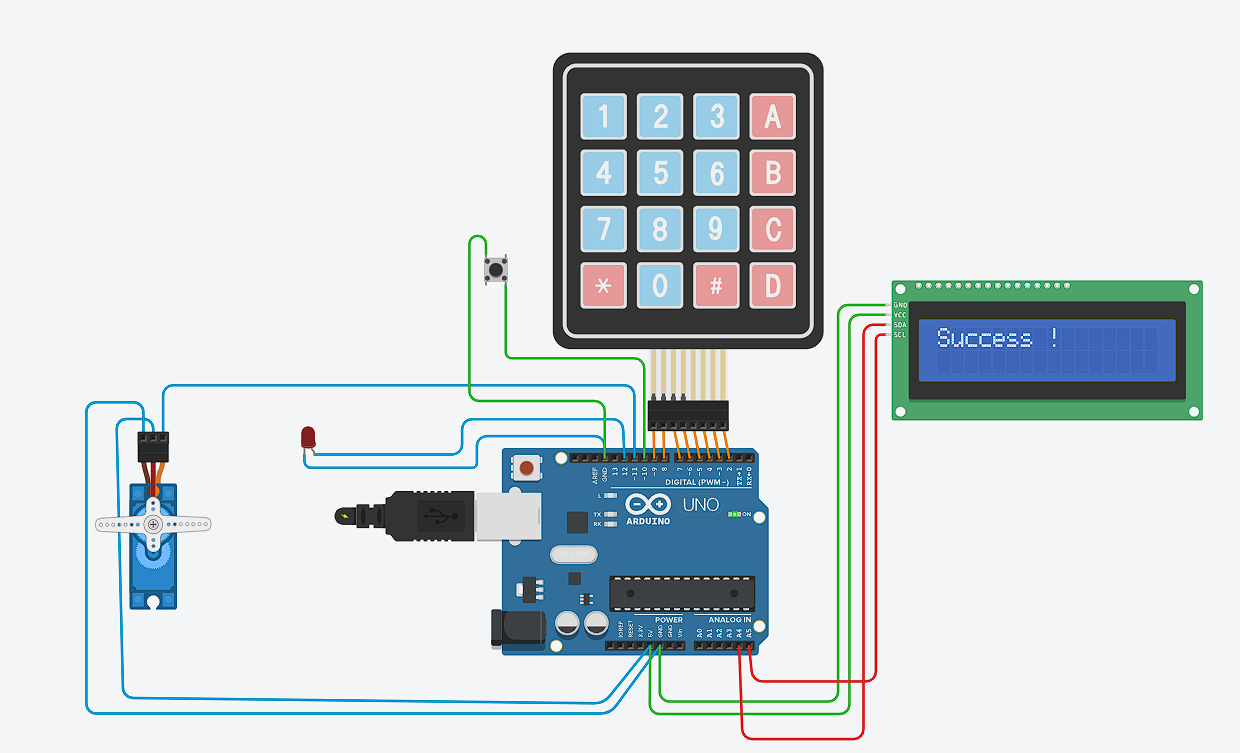 1 2 3 A
4 5 6 B
7 8 9 C
* 0 # D
GND
VCC
SDA
SCL
Success !
AREF
GND
13
12
~11
~10
~9
8
7
~6
~5
4
~3
2
TX→1
RX←0
DIGITAL (PWM~)
L
TX
RX
UNO
ARDUINO
ON
POWER
ANALOG IN
IOREF
RESET
3.3V
5V
GND
GND
Vin
A0
A1
A2
A3
A4
A5